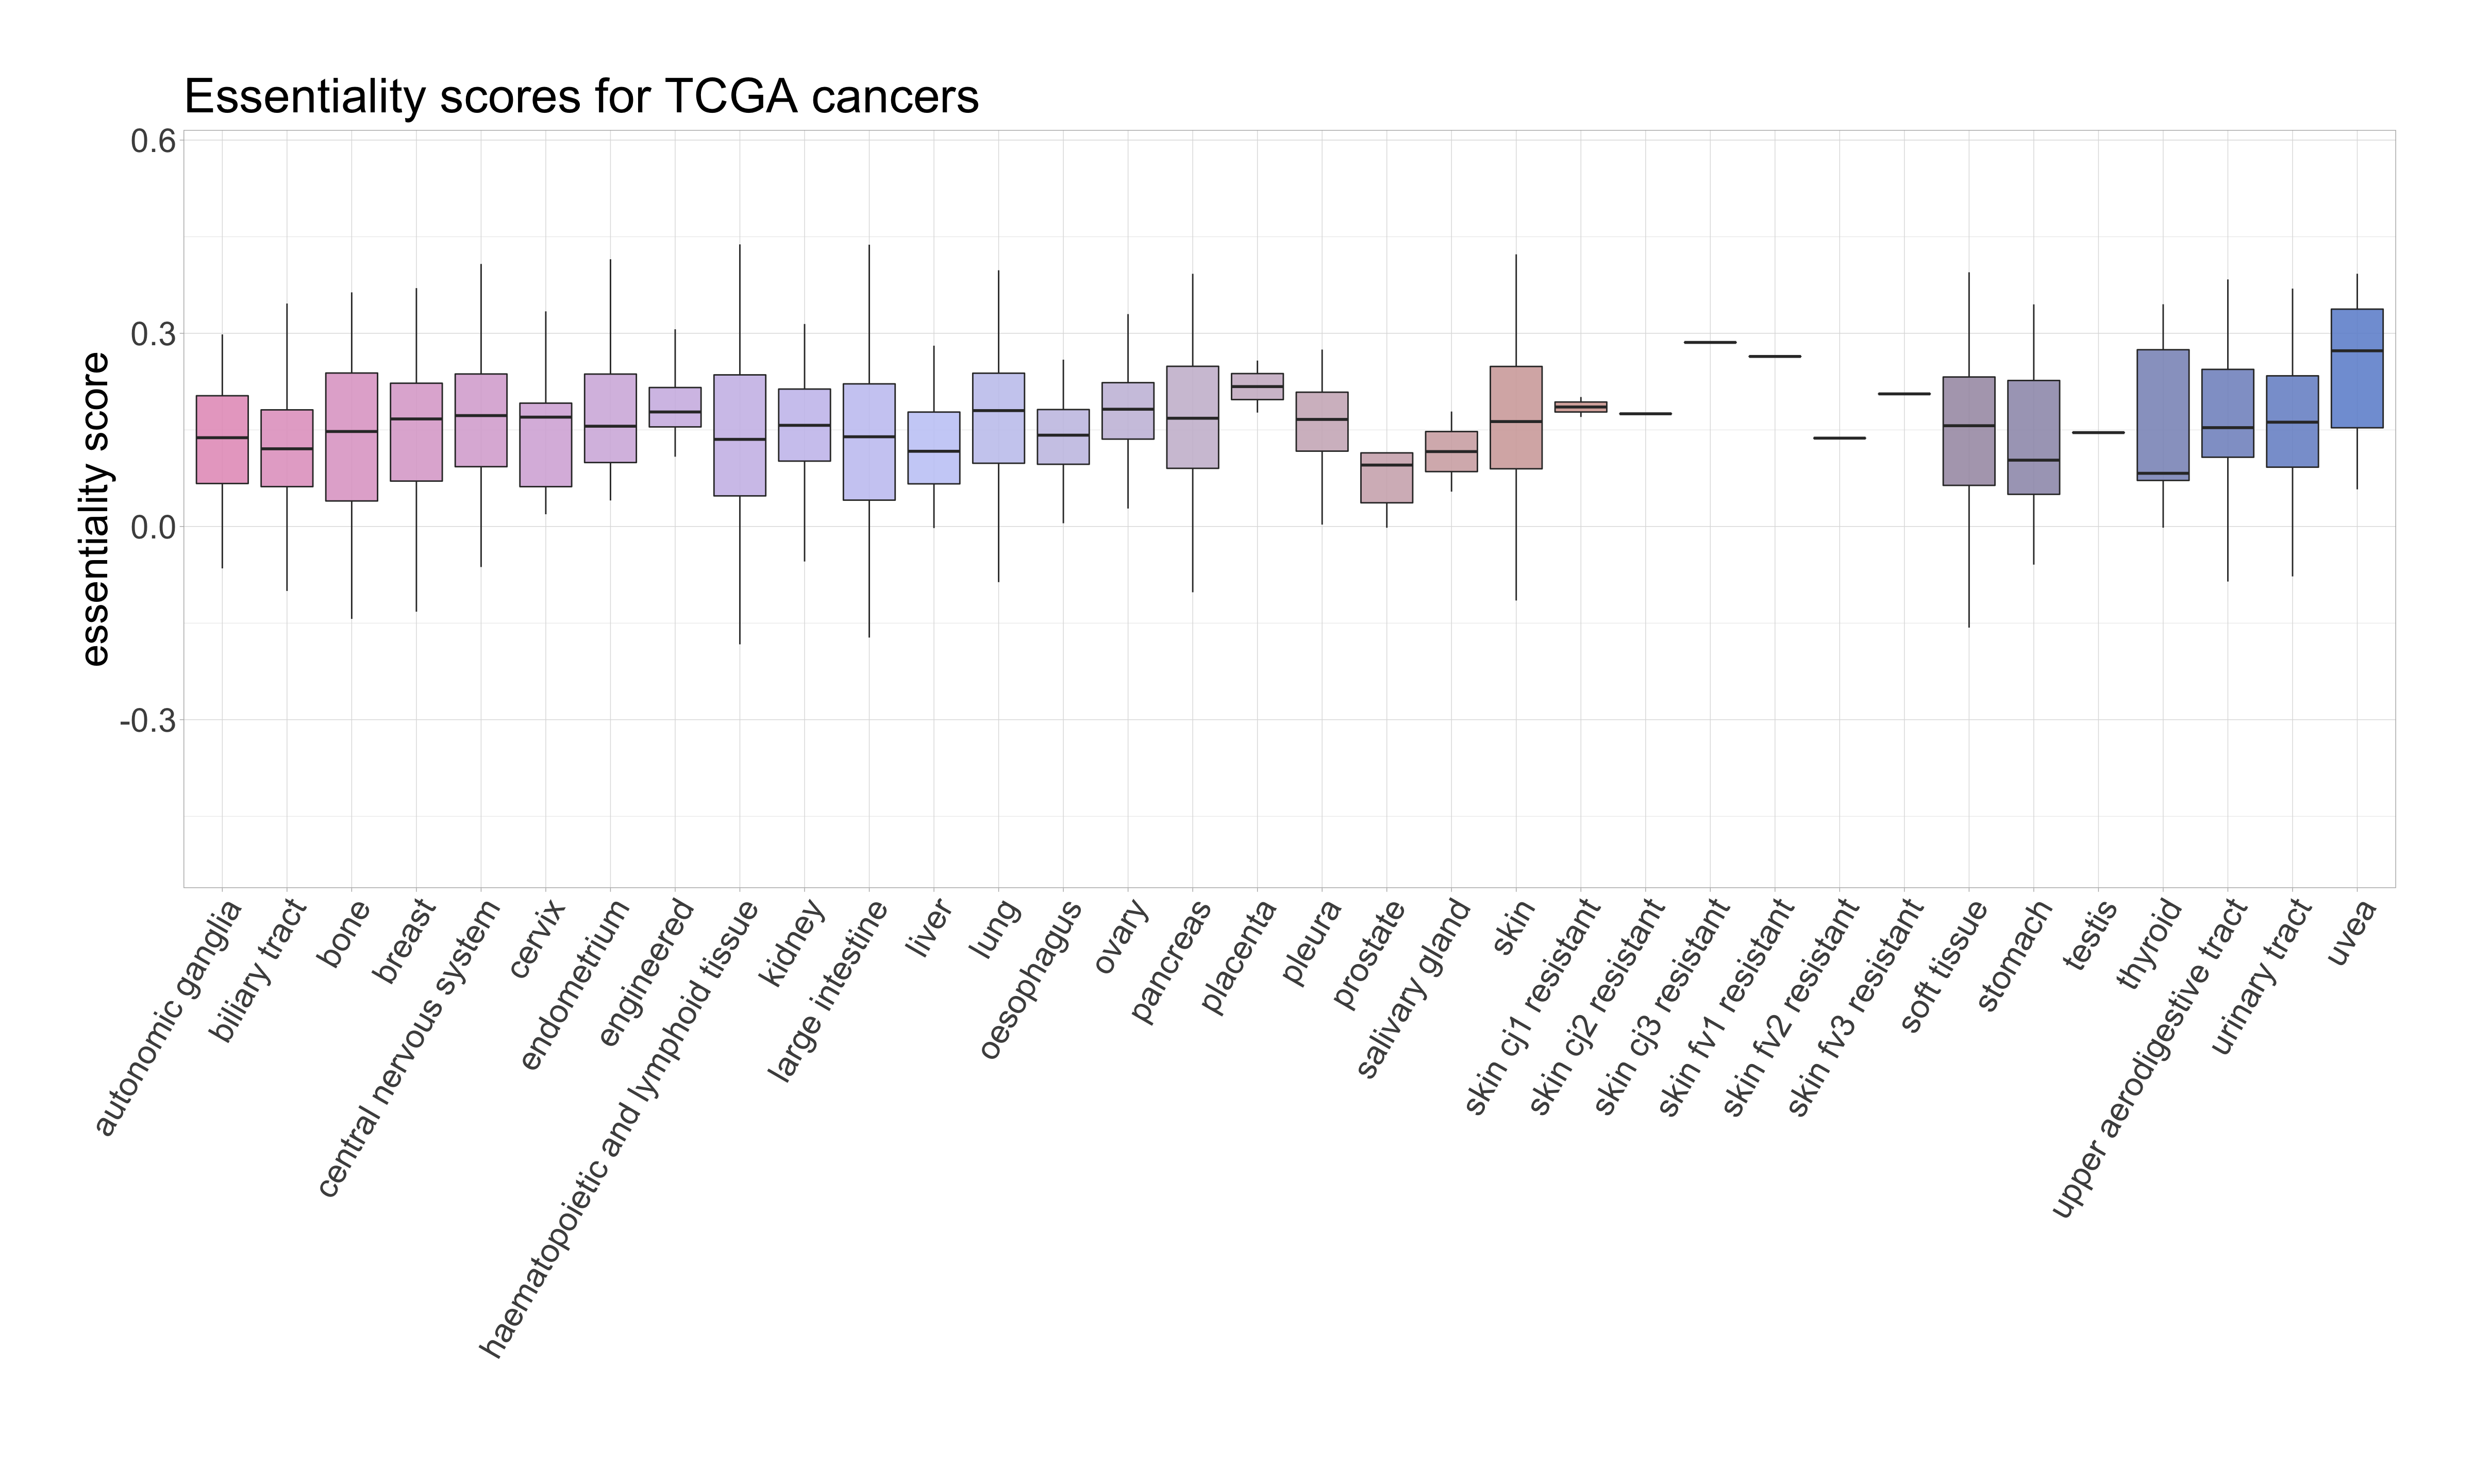 Essentiality scores for TCGA cancers
0.6
0.3
0.0
-0.3
essentiality score
autonomic ganglia
biliary tract
bone
breast
central nervous system
cervix
endometrium
engineered
haematopoietic and lymphoid tissue
kidney
large intestine
liver
lung
oesophagus
ovary
pancreas
placenta
pleura
prostate
salivary gland
skin
skin cj1 resistant
skin cj2 resistant
skin cj3 resistant
skin fv1 resistant
skin fv2 resistant
skin fv3 resistant
soft tissue
stomach
testis
thyroid
upper aerodigestive tract
urinary tract
uvea